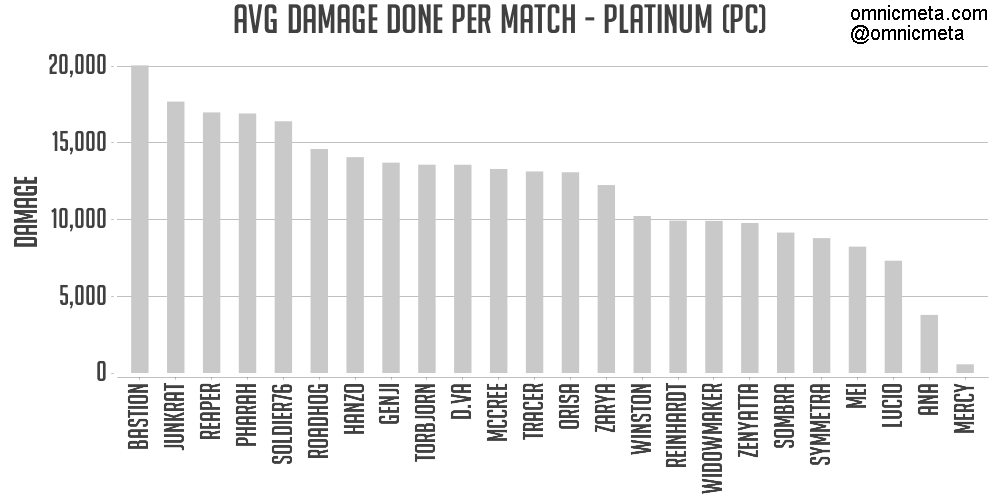 AVG DAMAGE DONE PER MATCH - PLATINUM (PC)
omnicmeta.com
@omnicmeta
DAMAGE
20,000
15,000
10,000
5,000
0
BASTION
JUNKRAT
REAPER
PHARAH
SOLDIER76
ROADHOG
HANZO
GENJI
TORBJORN
D.VA
MCCREE
TRACER
ORISA
ZARYA
WINSTON
REINHARDT
WIDOWMAKER
ZENYATTA
SOMBRA
SYMMETRA
MEI
LUCIO
ANA
MERCY